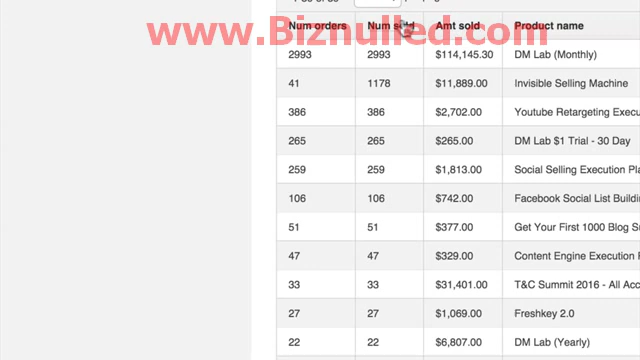 www.Biznulled.com
Num orders Num sold Amt sold Product name
2993 2993 $114,145.30 DM Lab (Monthly)
41 1178 $11,889.00 Invisible Selling Machine
386 386 $2,702.00 Youtube Retargeting Execu
265 265 $265.00 DM Lab $1 Trial - 30 Day
259 259 $1,813.00 Social Selling Execution Pla
106 106 $742.00 Facebook Social List Buildi
51 51 $377.00 Get Your First 1000 Blog
47 47 $329.00 Content Engine Execution
33 33 $31,401.00 T&C Summit 2016 - All Acc
27 27 $1,069.00 Freshkey 2.0
22 22 $6,807.00 DM Lab (Yearly)